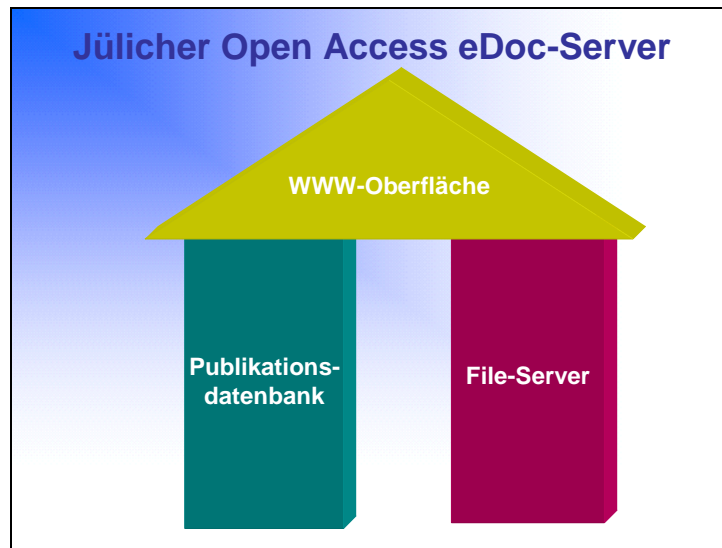 Jülicher Open Access eDoc-Server
WWW-Oberfläche
Publikations-
datenbank
File-Server